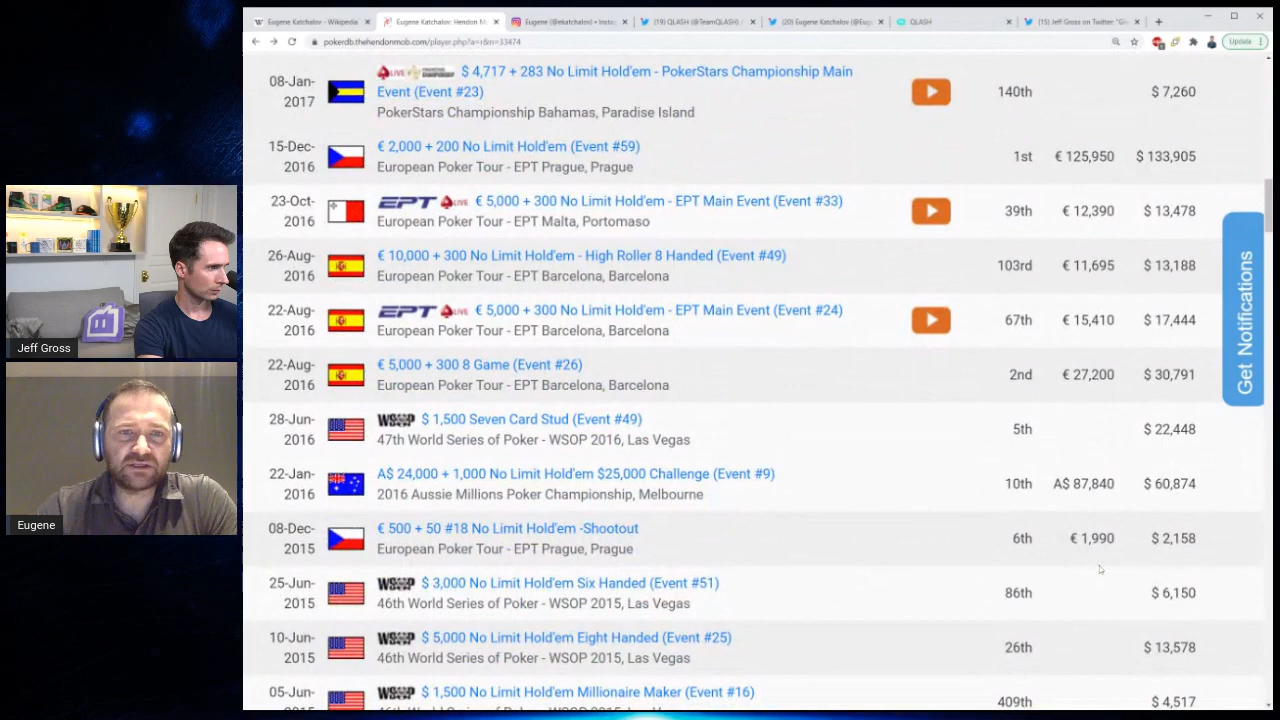 Eugene Katchalov - Wikipedia
Eugene Katchalov: Hendon M
Eugene (@ekatchalov) • Insta
(19) QLASH (@TeamQLASH) /
(20) Eugene Katchalov (@Eug
QLASH
(15) Jeff Gross on Twitter: "Gr
pokerdb.thehendonmob.com/player.php?a=r&n=33474
Update
08-Jan-2017
LIVE $ 4,717 + 283 No Limit Hold'em - PokerStars Championship Main
Event (Event #23)
PokerStars Championship Bahamas, Paradise Island
140th $ 7,260
15-Dec-2016
€ 2,000 + 200 No Limit Hold'em (Event #59)
European Poker Tour - EPT Prague, Prague
1st € 125,950 $ 133,905
23-Oct-2016
EPT LIVE € 5,000 + 300 No Limit Hold'em - EPT Main Event (Event #33)
European Poker Tour - EPT Malta, Portomaso
39th € 12,390 $ 13,478
26-Aug-2016
€ 10,000 + 300 No Limit Hold'em - High Roller 8 Handed (Event #49)
European Poker Tour - EPT Barcelona, Barcelona
103rd € 11,695 $ 13,188
22-Aug-2016
EPT LIVE € 5,000 + 300 No Limit Hold'em - EPT Main Event (Event #24)
European Poker Tour - EPT Barcelona, Barcelona
67th € 15,410 $ 17,444
22-Aug-2016
€ 5,000 + 300 8 Game (Event #26)
European Poker Tour - EPT Barcelona, Barcelona
2nd € 27,200 $ 30,791
28-Jun-2016
WSOP $ 1,500 Seven Card Stud (Event #49)
47th World Series of Poker - WSOP 2016, Las Vegas
5th $ 22,448
22-Jan-2016
A$ 24,000 + 1,000 No Limit Hold'em $25,000 Challenge (Event #9)
2016 Aussie Millions Poker Championship, Melbourne
10th A$ 87,840 $ 60,874
08-Dec-2015
€ 500 + 50 #18 No Limit Hold'em -Shootout
European Poker Tour - EPT Prague, Prague
6th € 1,990 $ 2,158
25-Jun-2015
WSOP $ 3,000 No Limit Hold'em Six Handed (Event #51)
46th World Series of Poker - WSOP 2015, Las Vegas
86th $ 6,150
10-Jun-2015
WSOP $ 5,000 No Limit Hold'em Eight Handed (Event #25)
46th World Series of Poker - WSOP 2015, Las Vegas
26th $ 13,578
05-Jun-2015
WSOP $ 1,500 No Limit Hold'em Millionaire Maker (Event #16)
46th World Series of Poker - WSOP 2015, Las Vegas
409th $ 4,517
Get Notifications
Jeff Gross
Eugene